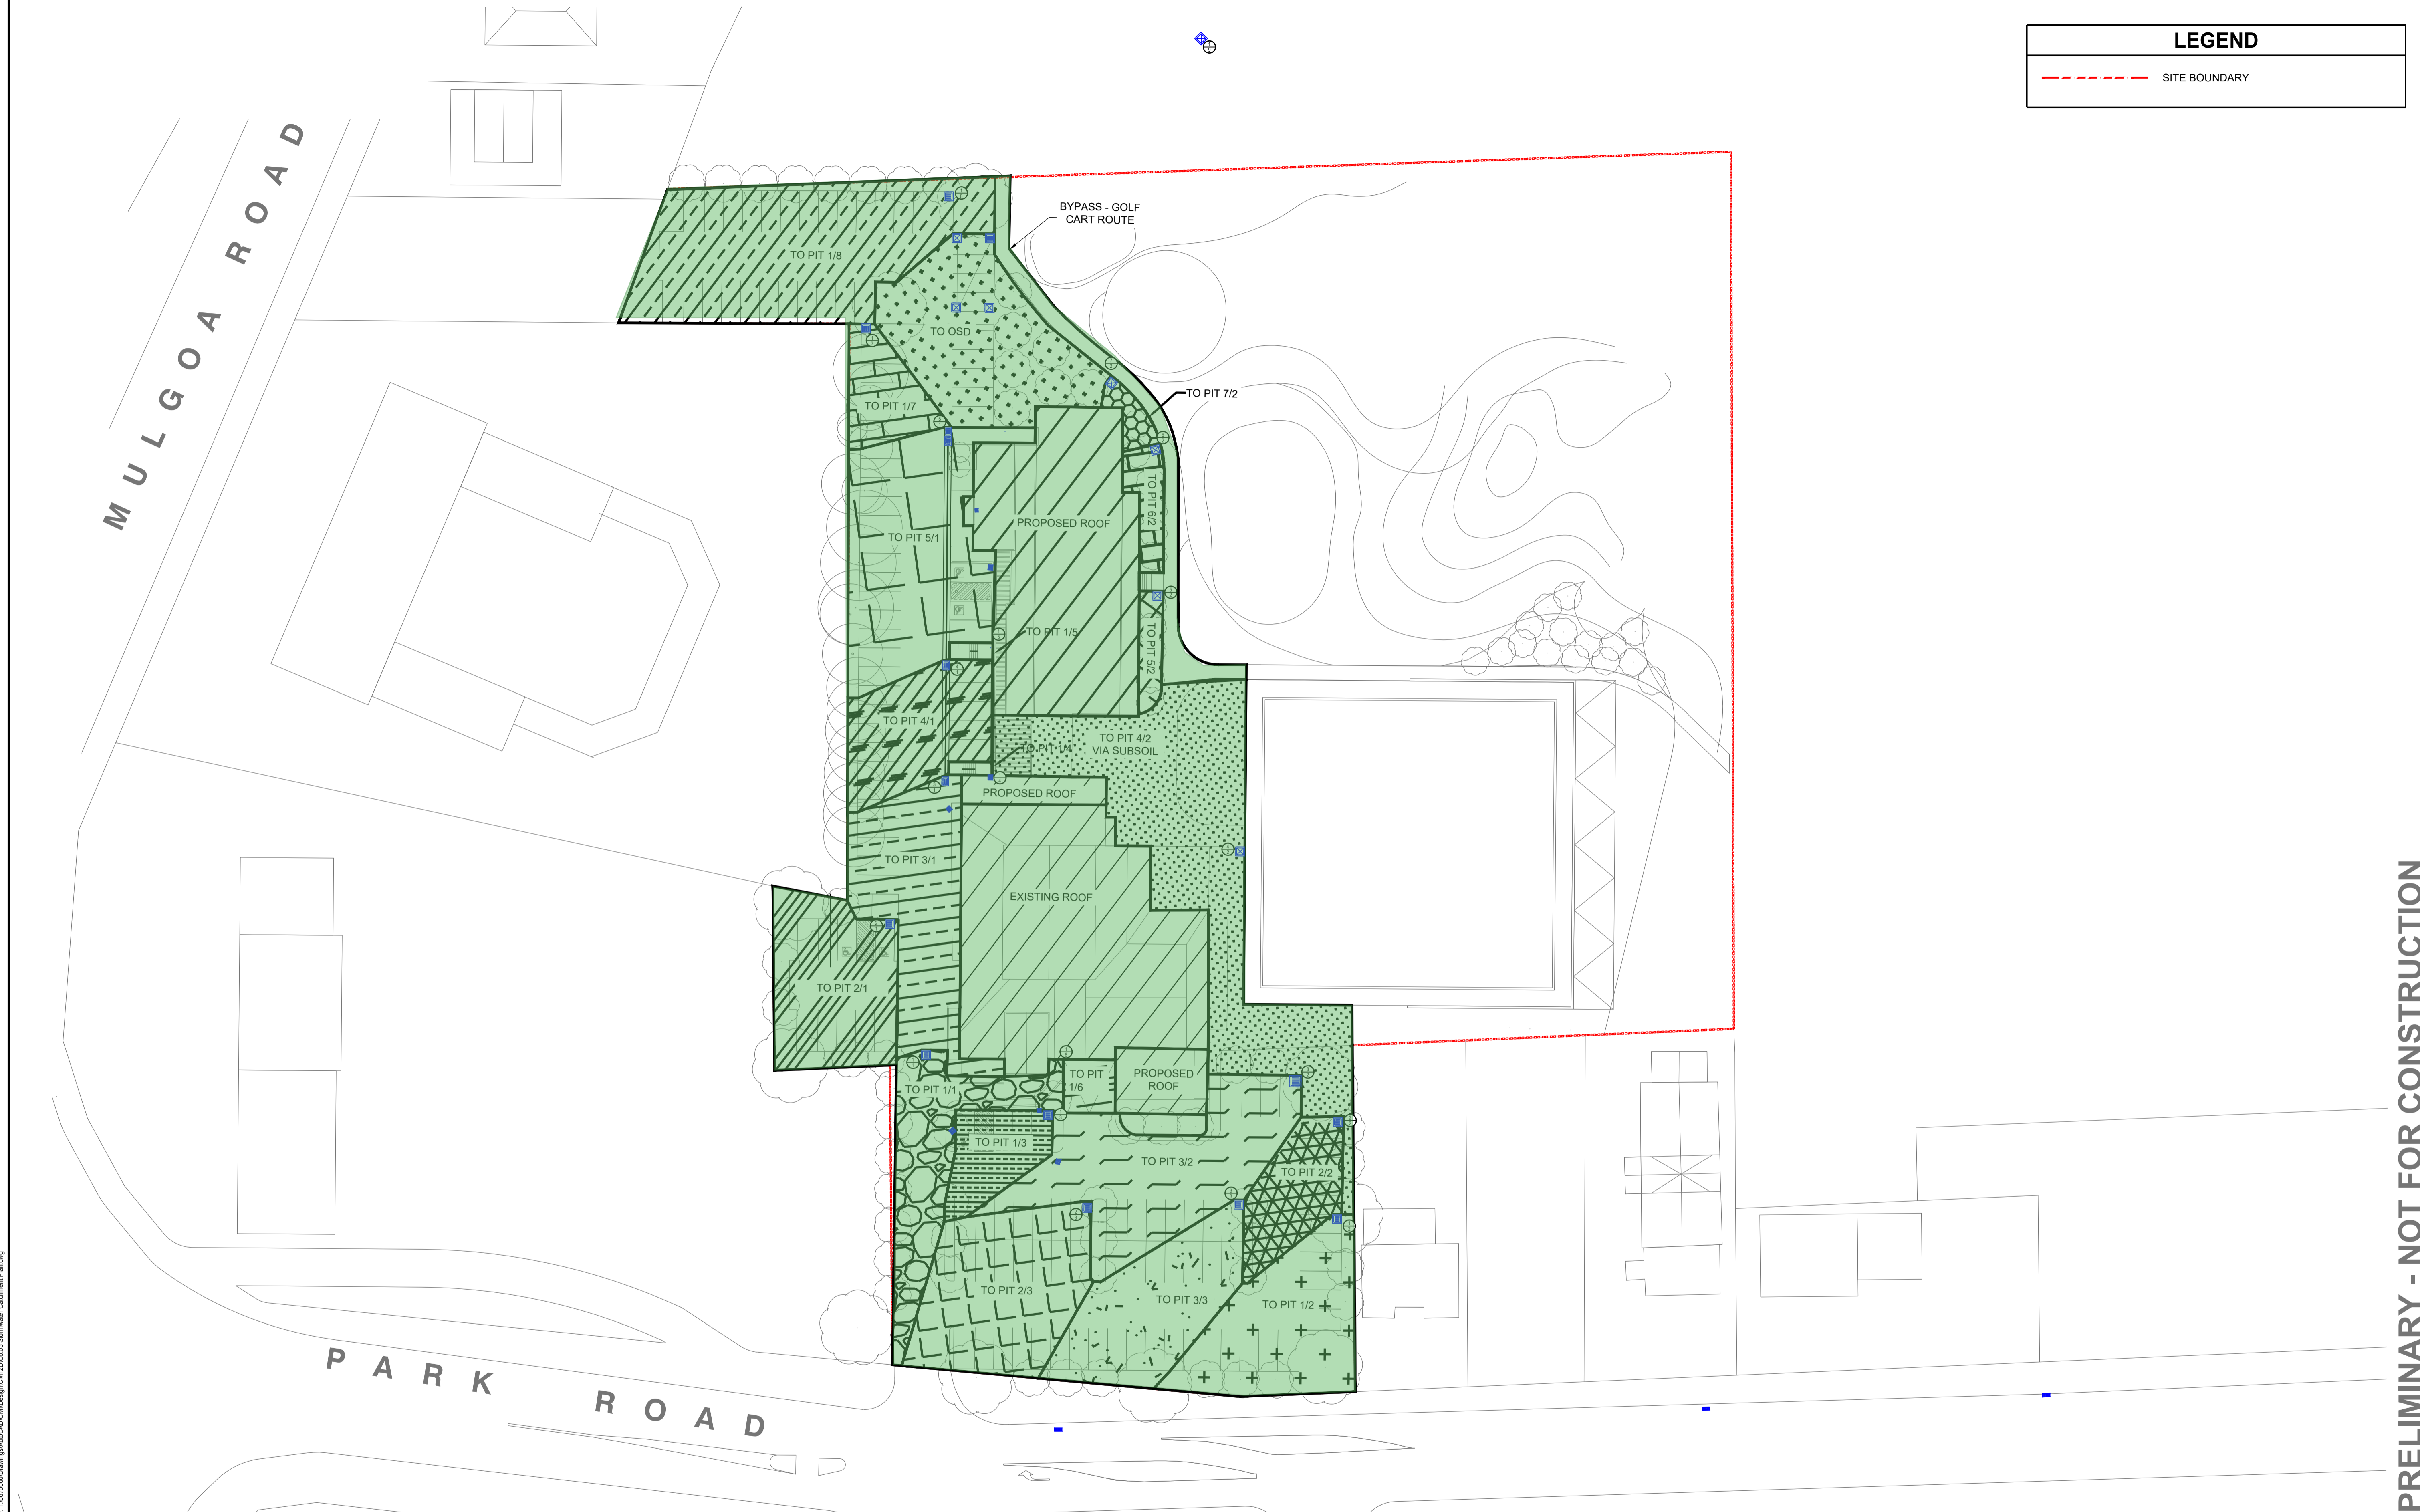 LEGEND
SITE BOUNDARY
MULGOA ROAD
BYPASS - GOLF
CART ROUTE
TO PIT 1/8
TO OSD
TO PIT 7/2
TO PIT 1/7
TO PIT 6/2
PROPOSED ROOF
TO PIT 5/1
TO PIT 1/5
TO PIT 5/2
TO PIT 4/1
TO PIT 4/2
VIA SUBSOIL
TO PIT 1/4
PROPOSED ROOF
TO PIT 3/1
EXISTING ROOF
TO PIT 2/1
TO PIT 1/1
TO PIT
1/6
PROPOSED
ROOF
TO PIT 1/3
TO PIT 3/2
TO PIT 2/2
TO PIT 2/3
TO PIT 3/3
TO PIT 1/2
PARK ROAD
PRELIMINARY - NOT FOR CONSTRUCTION